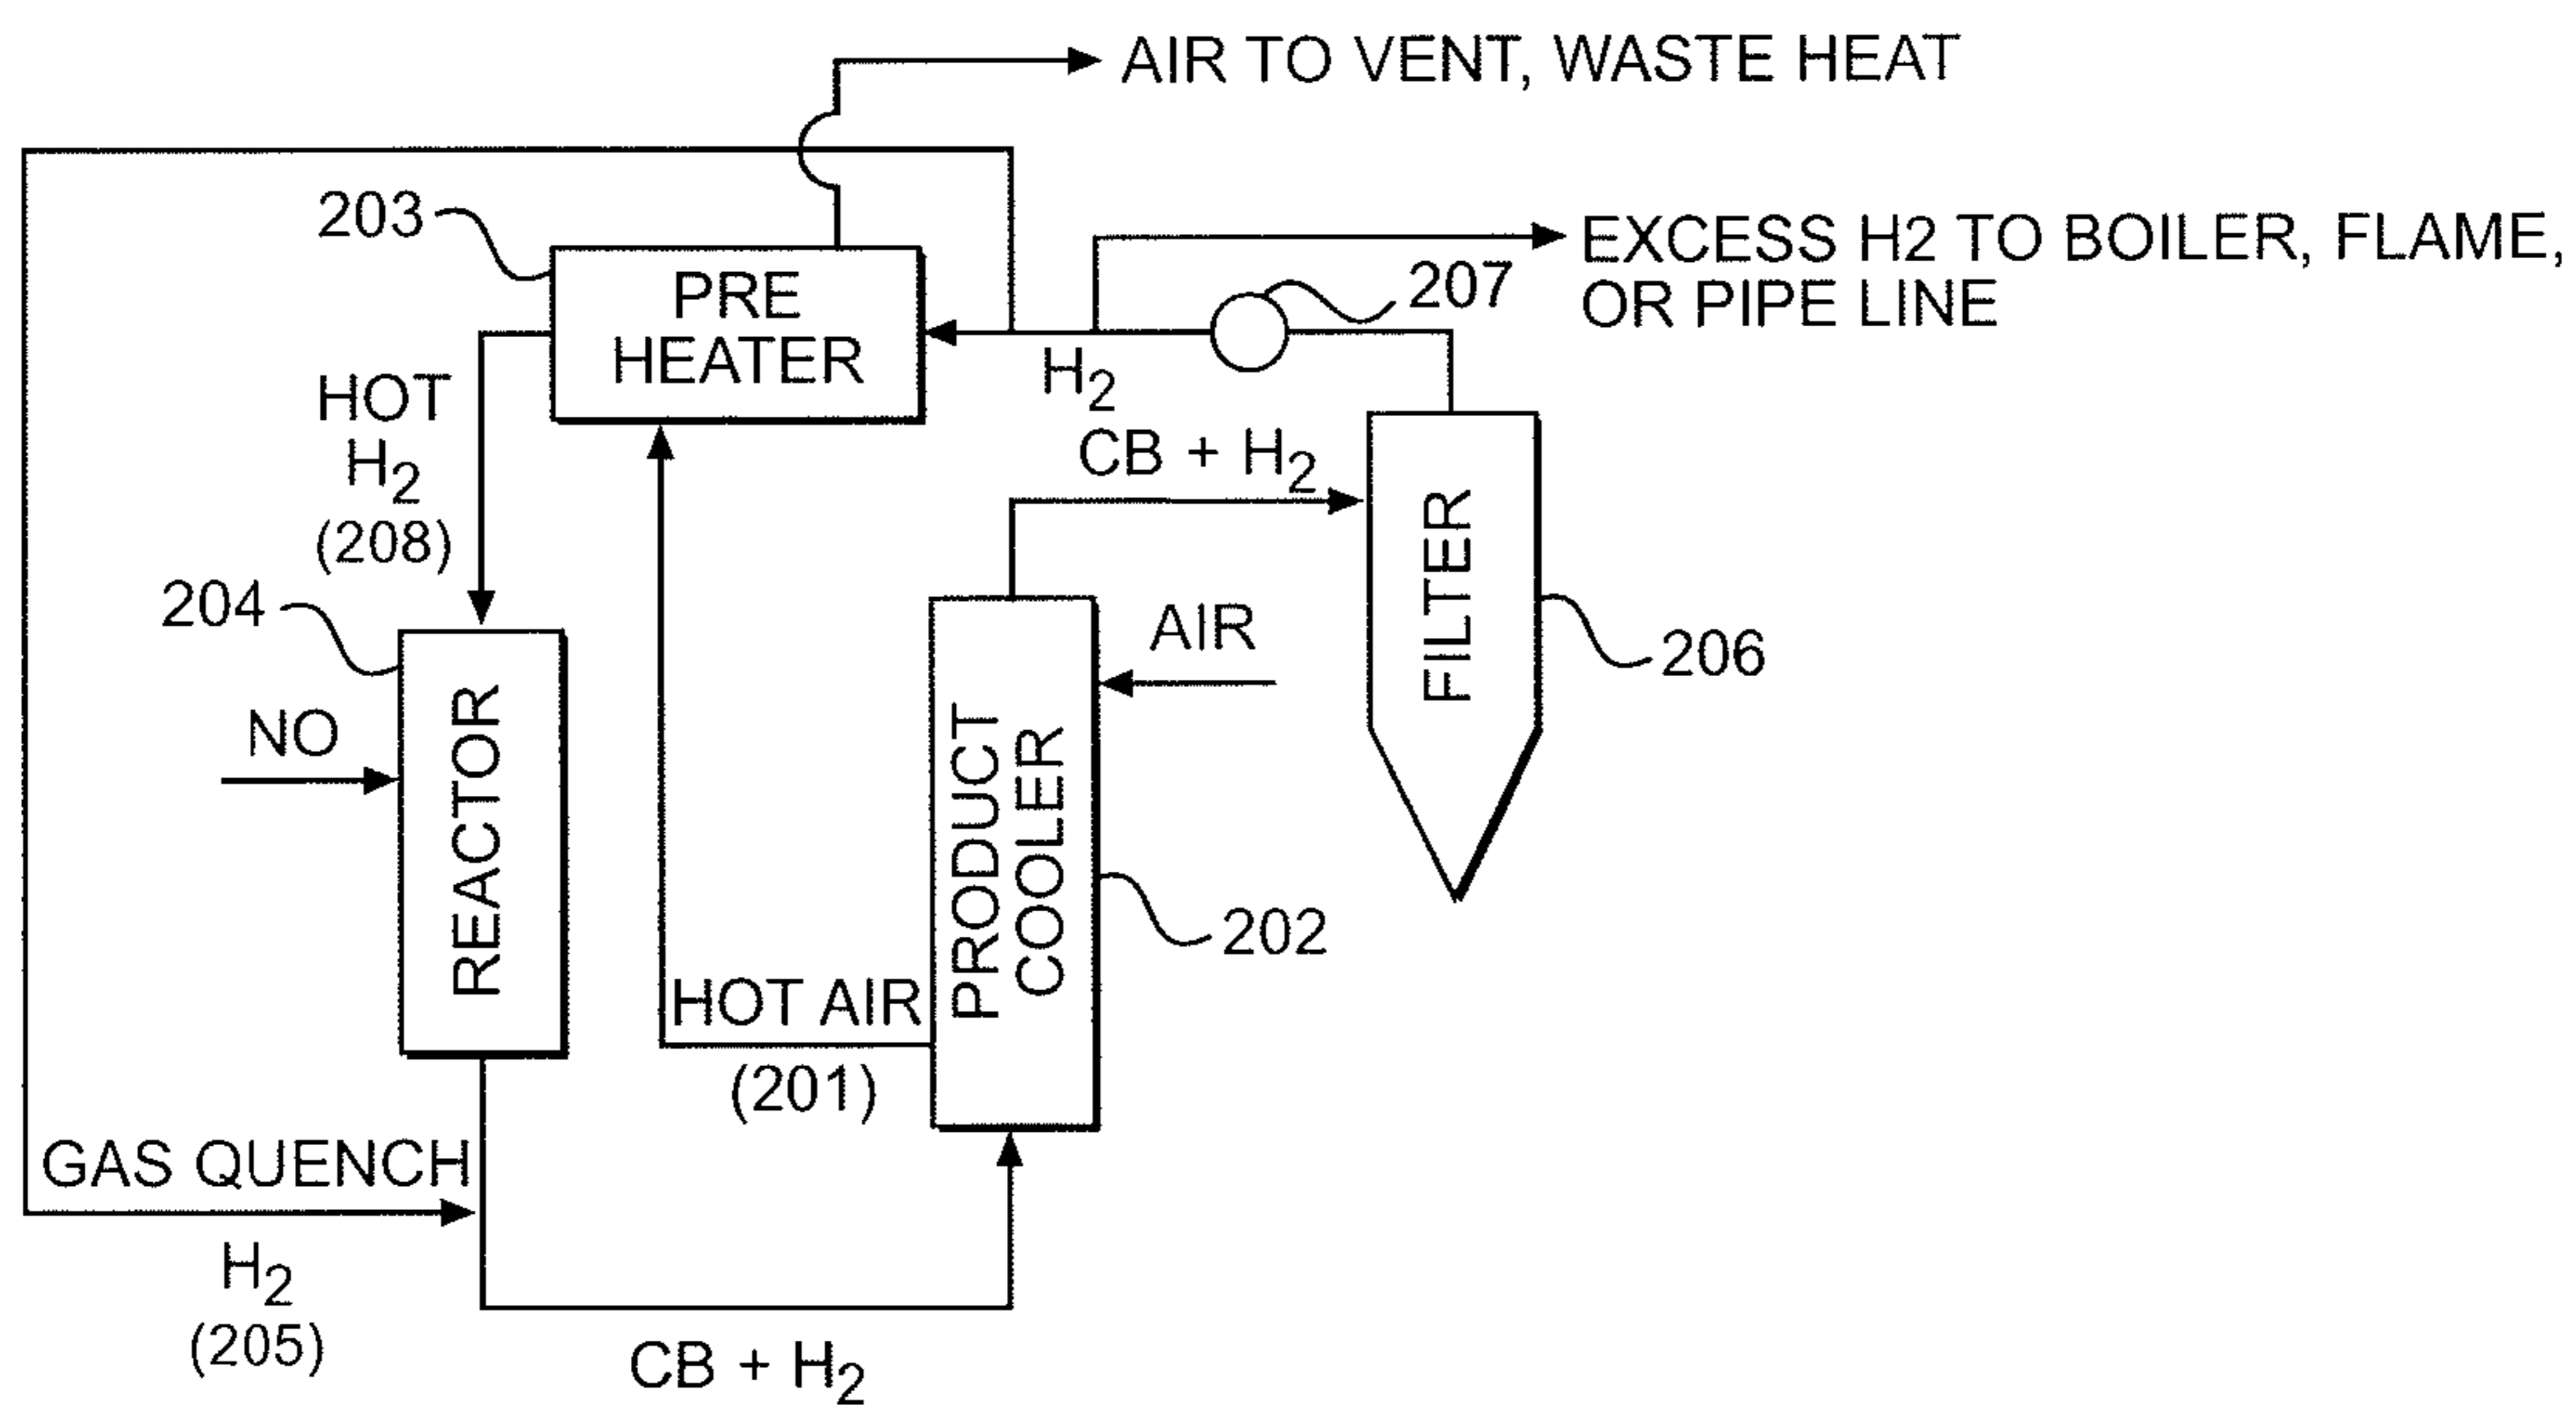 AIR TO VENT, WASTE HEAT
203
PRE
HEATER
EXCESS H2 TO BOILER, FLAME,
OR PIPE LINE
207
H₂
HOT
H₂
(208)
CB + H₂
204
NO
REACTOR
AIR
FILTER
206
PRODUCT
COOLER
202
HOT AIR
(201)
GAS QUENCH
H₂
(205)
CB + H₂